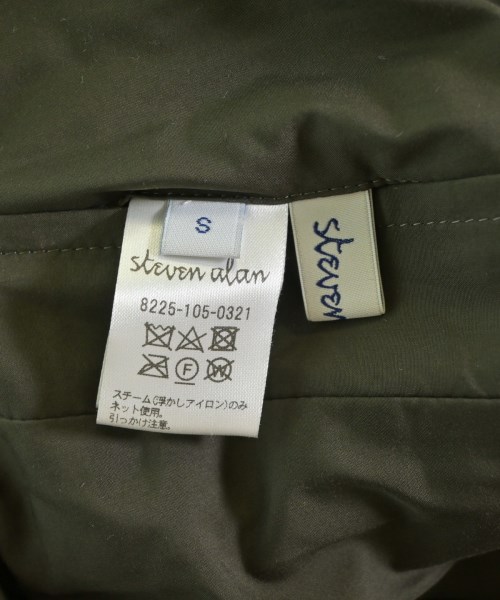 S
steven alan
8225-105-0321
F
W
スチーム(浮かしアイロン)のみ
ネット使用。
引っかけ注意。
steven